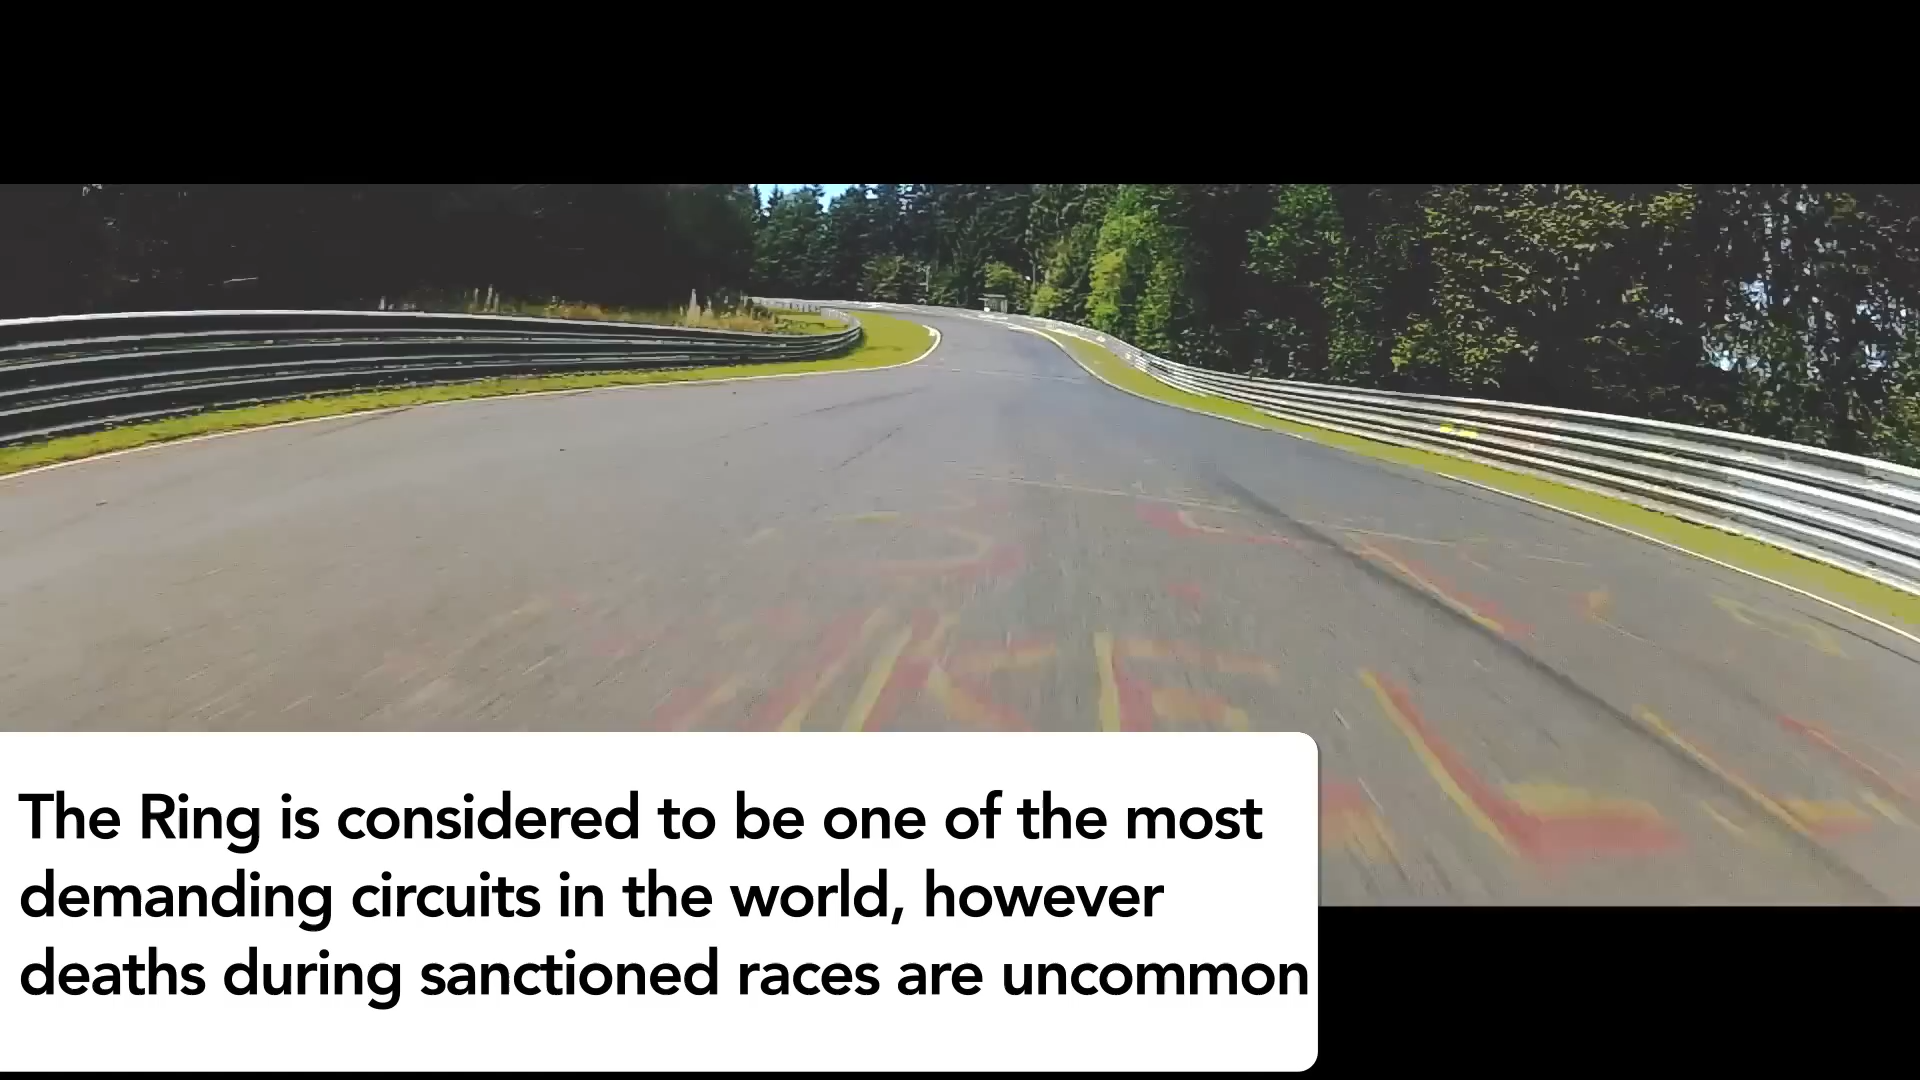 The Ring is considered to be one of the most
demanding circuits in the world, however
deaths during sanctioned races are uncommon